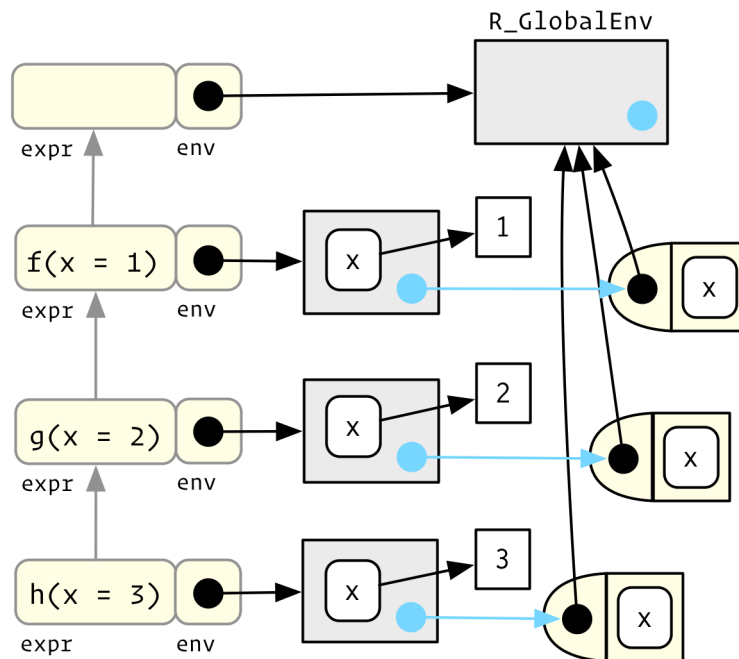 R_GlobalEnv
expr env
f(x = 1) x 1 x
expr env
g(x = 2) x 2 x
expr env
h(x = 3) x 3 x
expr env